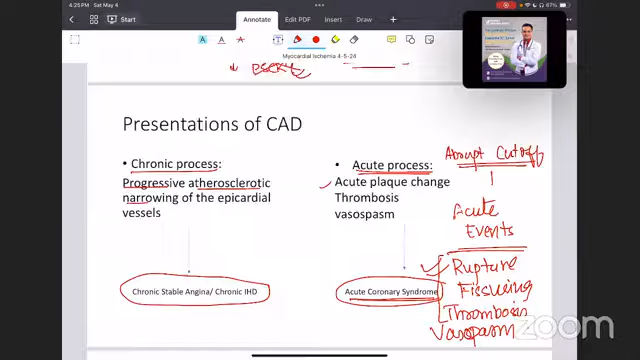 4:25 PM Sat May 4
67%
Start
Annotate
Edit PDF
Insert
Draw
Myocardial Ischemia 4-5-24
Presentations of CAD
• Chronic process:
Progressive atherosclerotic
narrowing of the epicardial
vessels
Chronic Stable Angina/ Chronic IHD
• Acute process:
Acute plaque change
Thrombosis
vasospasm
Acute Coronary Syndrome
Abrupt Cutoff
Acute
Events
Rupture
Fissuring
Thrombosis
Vasopasm
zoom